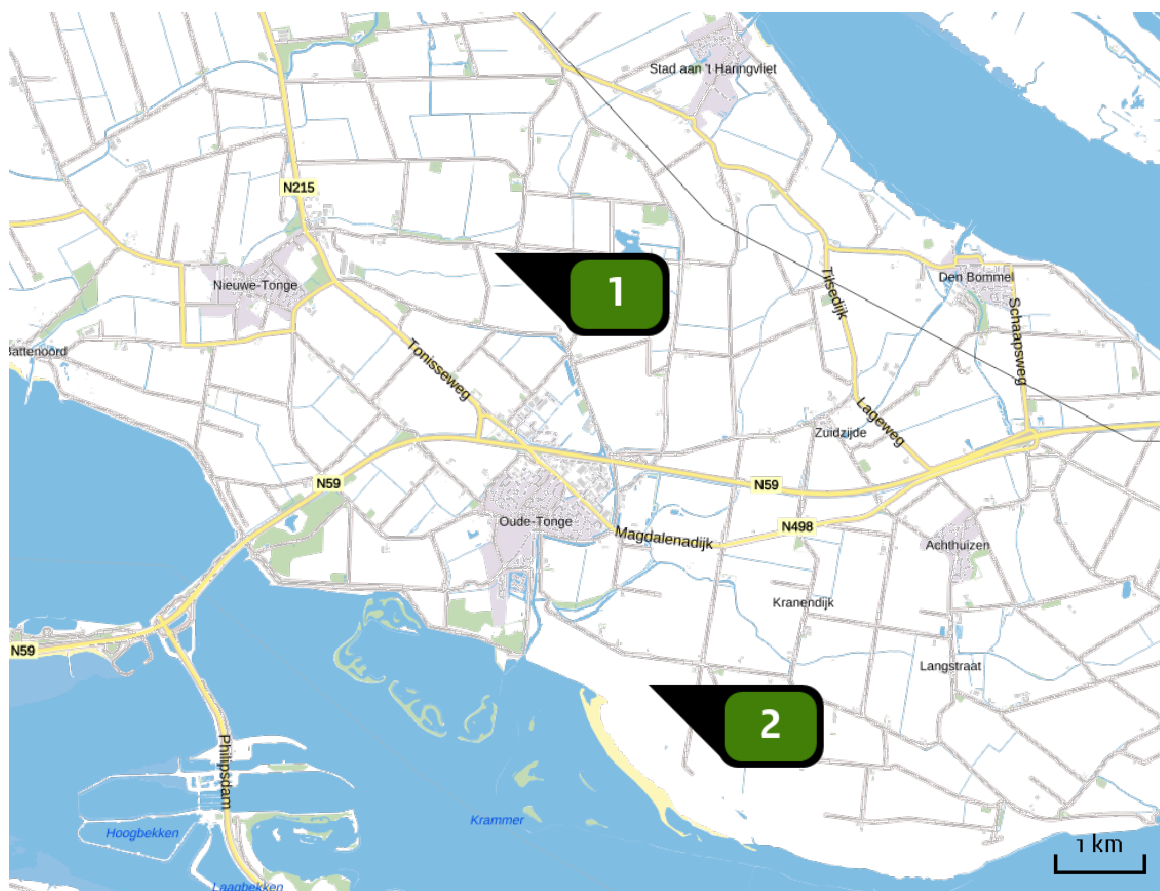 Stad aan 't Haringvliet
N215
Nieuwe-Tonge
1
Tilsedijk
Den Bommel
Schaapsweg
Battenoord
Tonisseweg
Lageweg
Zuidzijde
N59
N59
Oude-Tonge
N498
Magdalenadijk
Achthuizen
Kranendijk
N59
Langstraat
2
Philipsdam
Krammer
Hoogbekken
1 km
Laagbekken